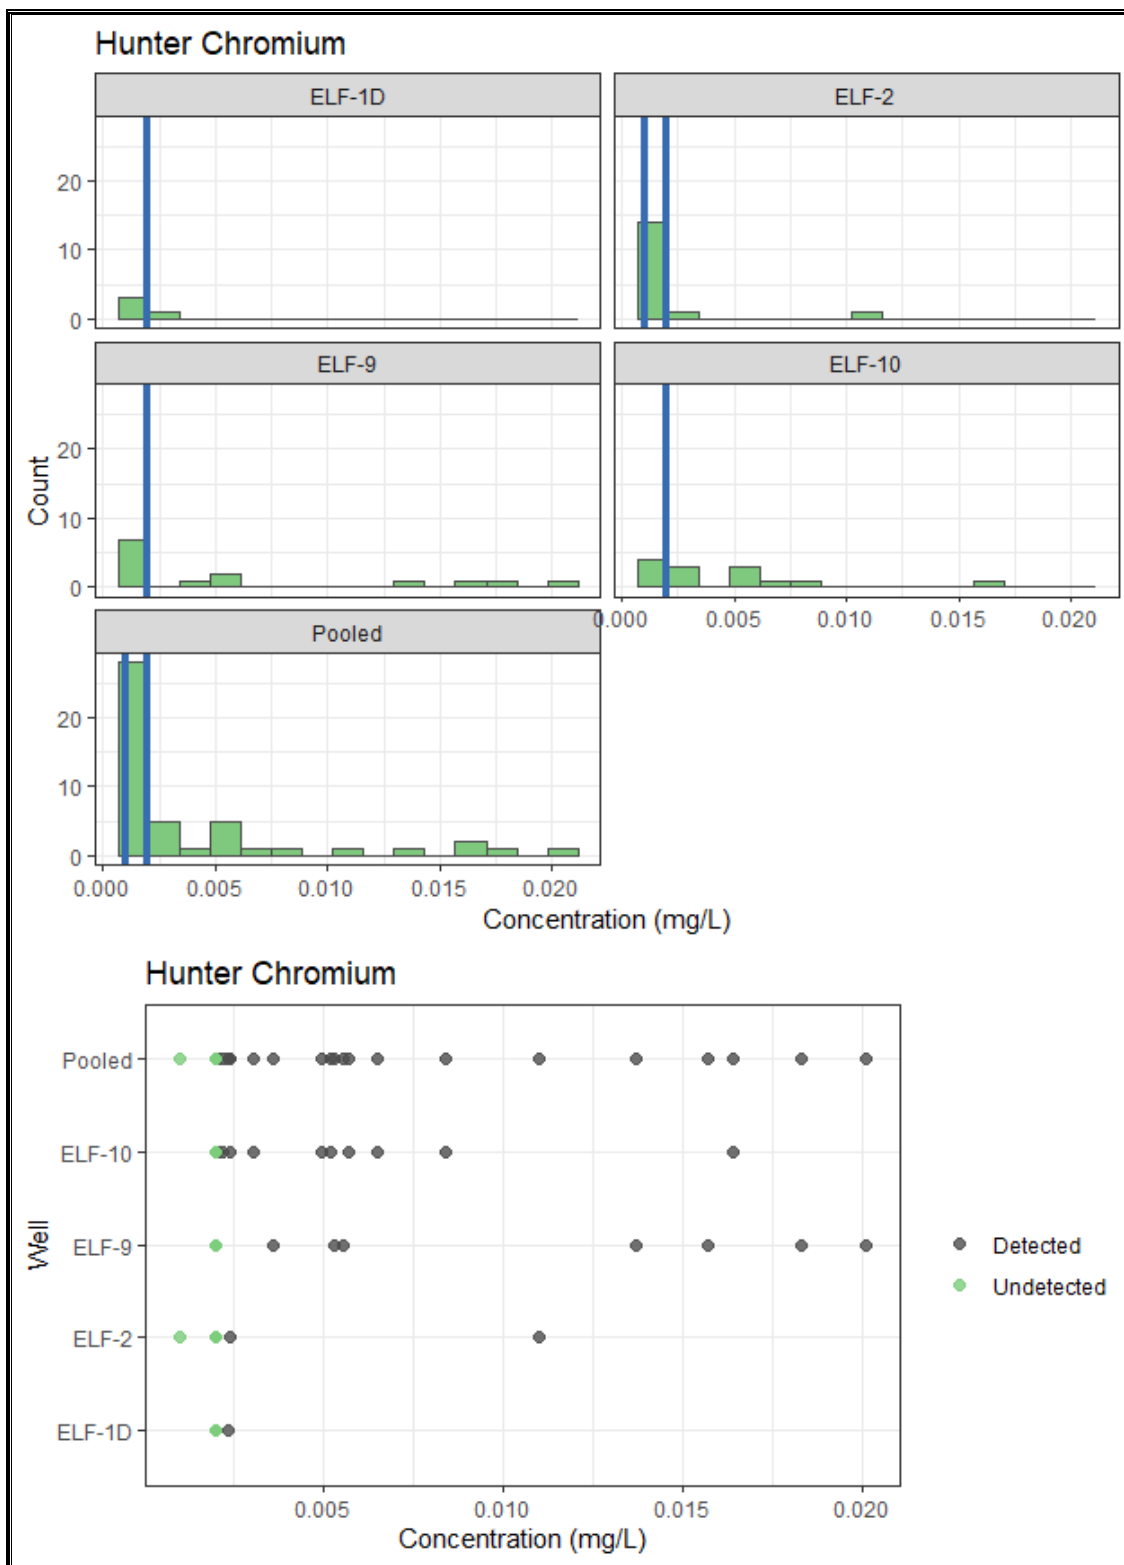 Hunter Chromium
ELF-1D
ELF-2
20
10
0
ELF-9
ELF-10
20
10
0
Count
0.000 0.005 0.010 0.015 0.020
Pooled
20
10
0
0.000 0.005 0.010 0.015 0.020
Concentration (mg/L)
Hunter Chromium
Pooled
ELF-10
ELF-9
ELF-2
ELF-1D
Well
Detected
Undetected
0.005 0.010 0.015 0.020
Concentration (mg/L)